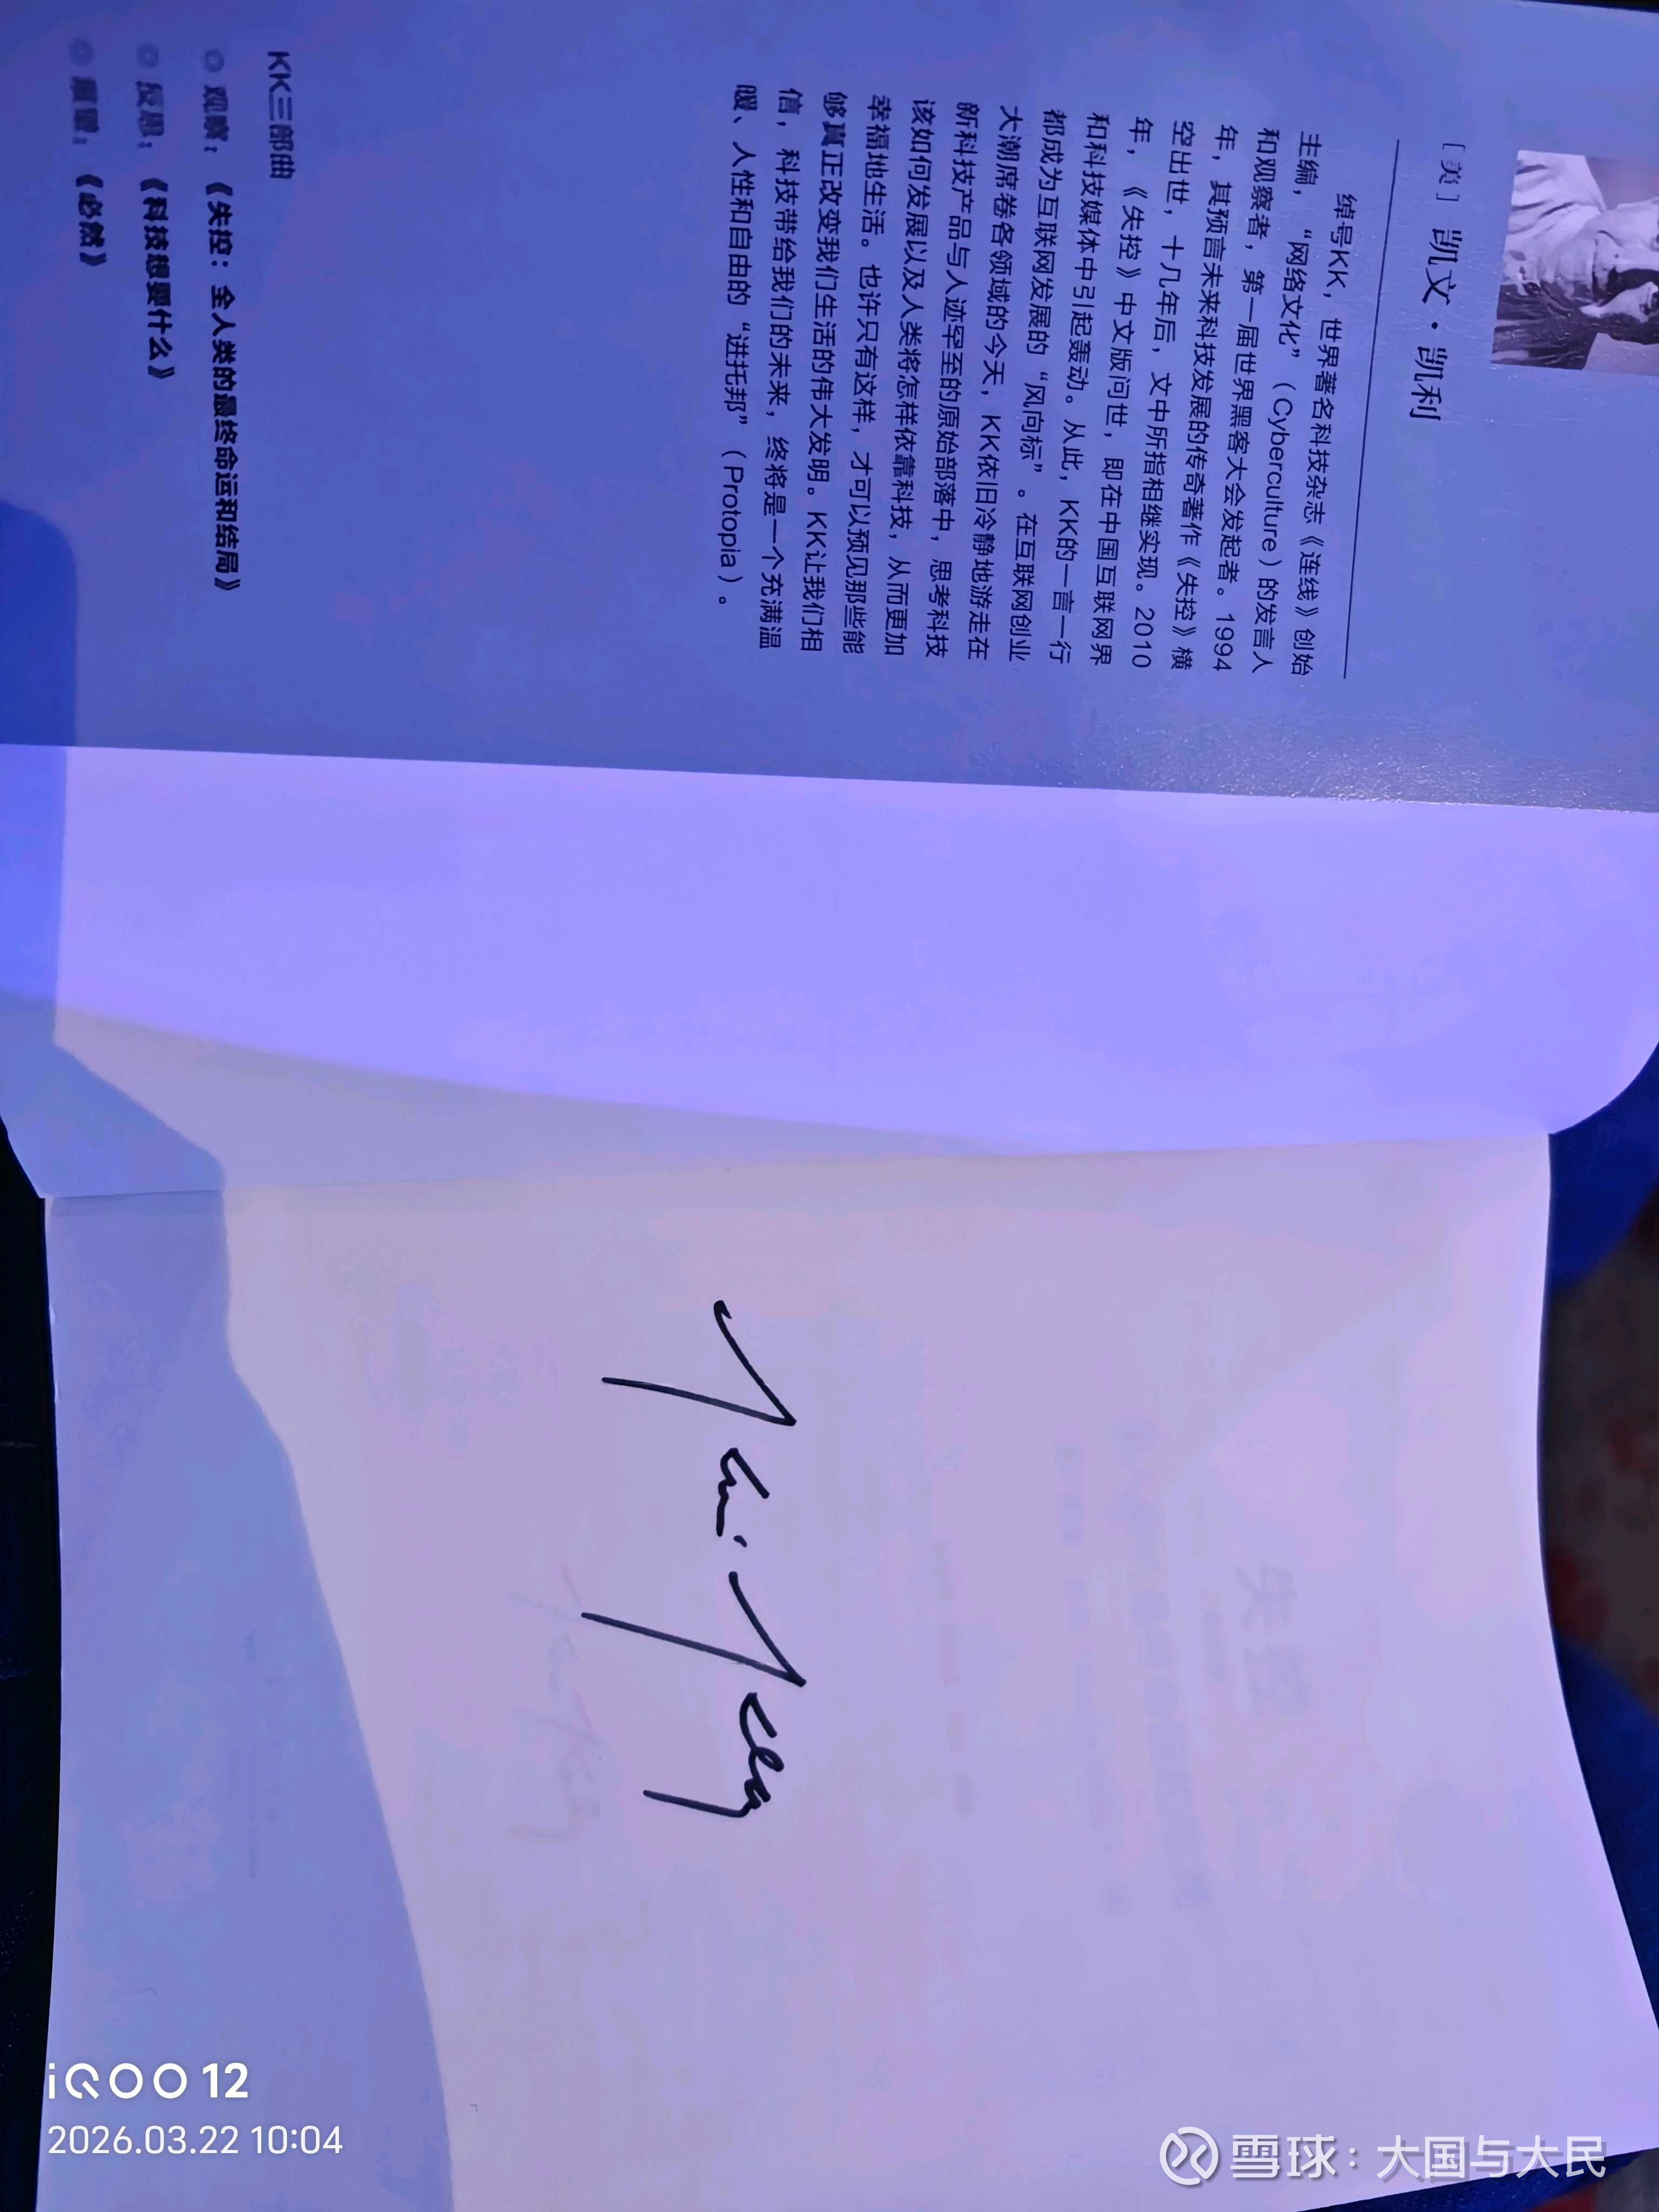 [美] 凯文·凯利
绰号KK，世界著名科技杂志《连线》创始
主编，“网络文化”（Cyberculture）的发言人
和观察者，第一届世界黑客大会发起者。1994
年，其预言未来科技发展的传奇著作《失控》横
空出世，十几年后，文中所指相继实现。2010
年，《失控》中文版问世，即在中国互联网界
和科技媒体中引起轰动。从此，KK的一言一行
都成为互联网发展的“风向标”。在互联网创业
大潮席卷各领域的今天，KK依旧冷静地游走在
新科技产品与人迹罕至的原始部落中，思考科技
该如何发展以及人类将怎样依靠科技，从而更加
幸福地生活。也许只有这样，才可以预见那些能
够真正改变我们生活的伟大发明。KK让我们相
信，科技带给我们的未来，终将是一个充满温
暖、人性和自由的“进托邦”（Protopia）。
KK三部曲
◎ 观察：《失控：全人类的最终命运和结局》
◎ 反思：《科技想要什么》
◎ 展望：《必然》
失控
iQOO 12
2026.03.22 10:04
雪球：大国与大民